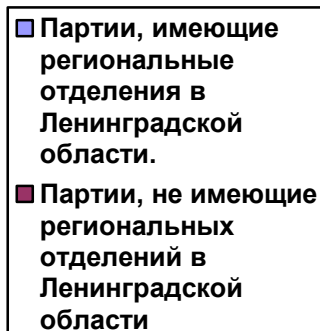 Партии, имеющие
региональные
отделения в
Ленинградской
области.
Партии, не имеющие
региональных
отделений в
Ленинградской
области